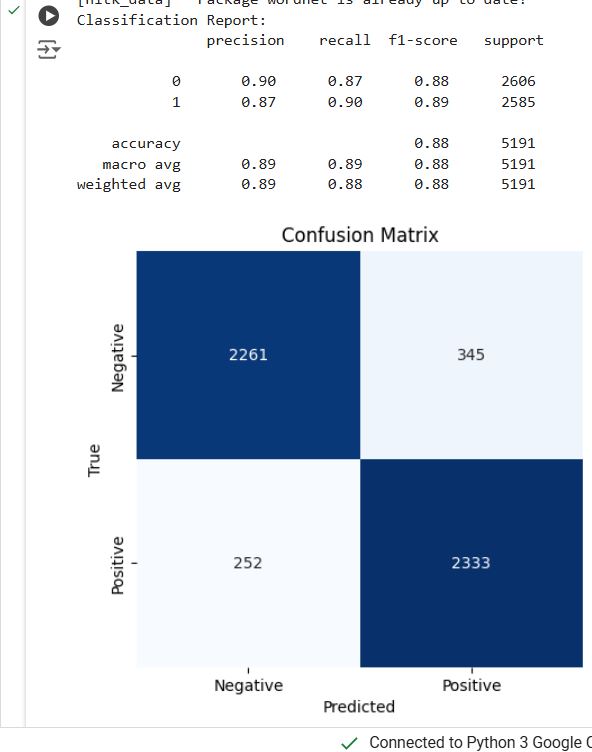 [nltk_data]   Package wordnet is already up-to-date!
Classification Report:
precision    recall  f1-score   support
0       0.90      0.87      0.88      2606
1       0.87      0.90      0.89      2585
accuracy                           0.88      5191
macro avg       0.89      0.89      0.88      5191
weighted avg       0.89      0.88      0.88      5191
Confusion Matrix
Negative 2261 345
True
Positive 252 2333
Negative Positive
Predicted
Connected to Python 3 Google